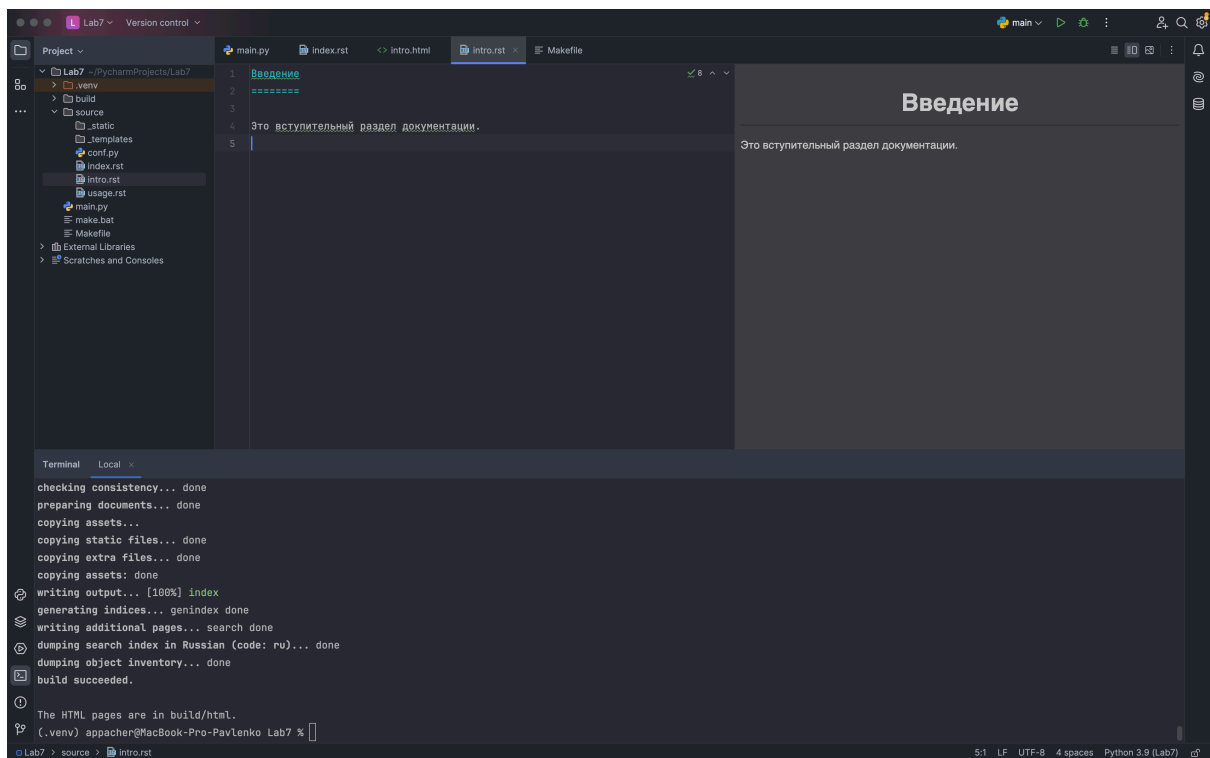 L Lab7 Version control main
Project
main.py index.rst <> intro.html intro.rst × Makefile
Lab7 ~/PycharmProjects/Lab7
.venv
build
source
_static
_templates
conf.py
index.rst
intro.rst
usage.rst
main.py
make.bat
Makefile
External Libraries
Scratches and Consoles
1 Введение
2 ========
3
4 Это вступительный раздел документации.
5
8
Введение
Это вступительный раздел документации.
Terminal Local ×
checking consistency... done
preparing documents... done
copying assets...
copying static files... done
copying extra files... done
copying assets: done
writing output... [100%] index
generating indices... genindex done
writing additional pages... search done
dumping search index in Russian (code: ru)... done
dumping object inventory... done
build succeeded.
The HTML pages are in build/html.
(.venv) appacher@MacBook-Pro-Pavlenko Lab7 %
Lab7 > source > intro.rst 5:1 LF UTF-8 4 spaces Python 3.9 (Lab7)